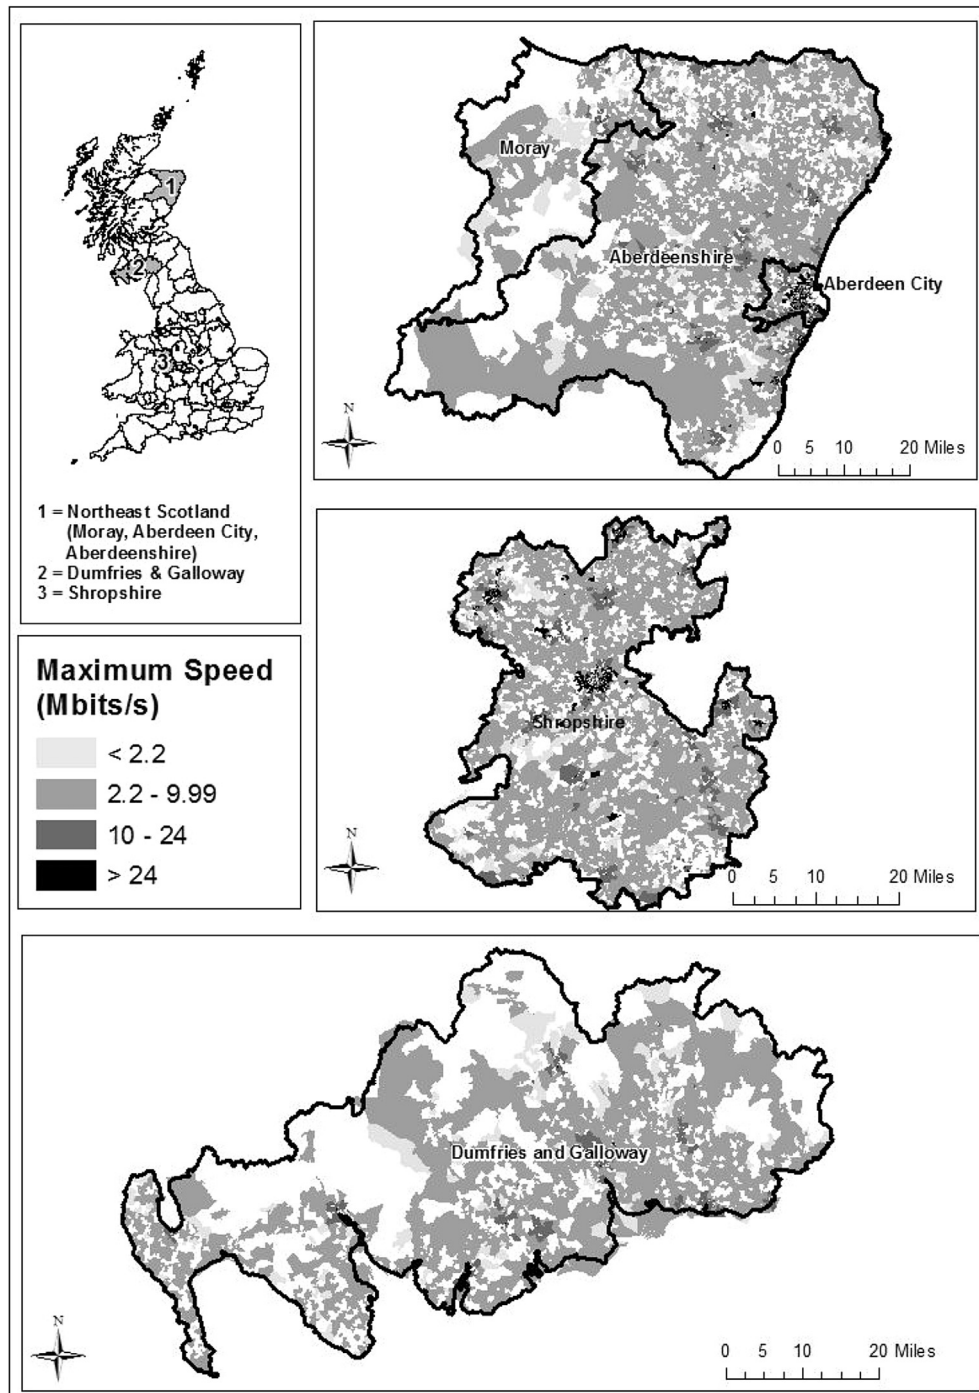 1
2
3
1 = Northeast Scotland
(Moray, Aberdeen City,
Aberdeenshire)
2 = Dumfries & Galloway
3 = Shropshire
Maximum Speed
(Mbits/s)
< 2.2
2.2 - 9.99
10 - 24
> 24
Moray
Aberdeenshire
Aberdeen City
N
0 5 10 20 Miles
Shropshire
N
0 5 10 20 Miles
Dumfries and Galloway
N
0 5 10 20 Miles